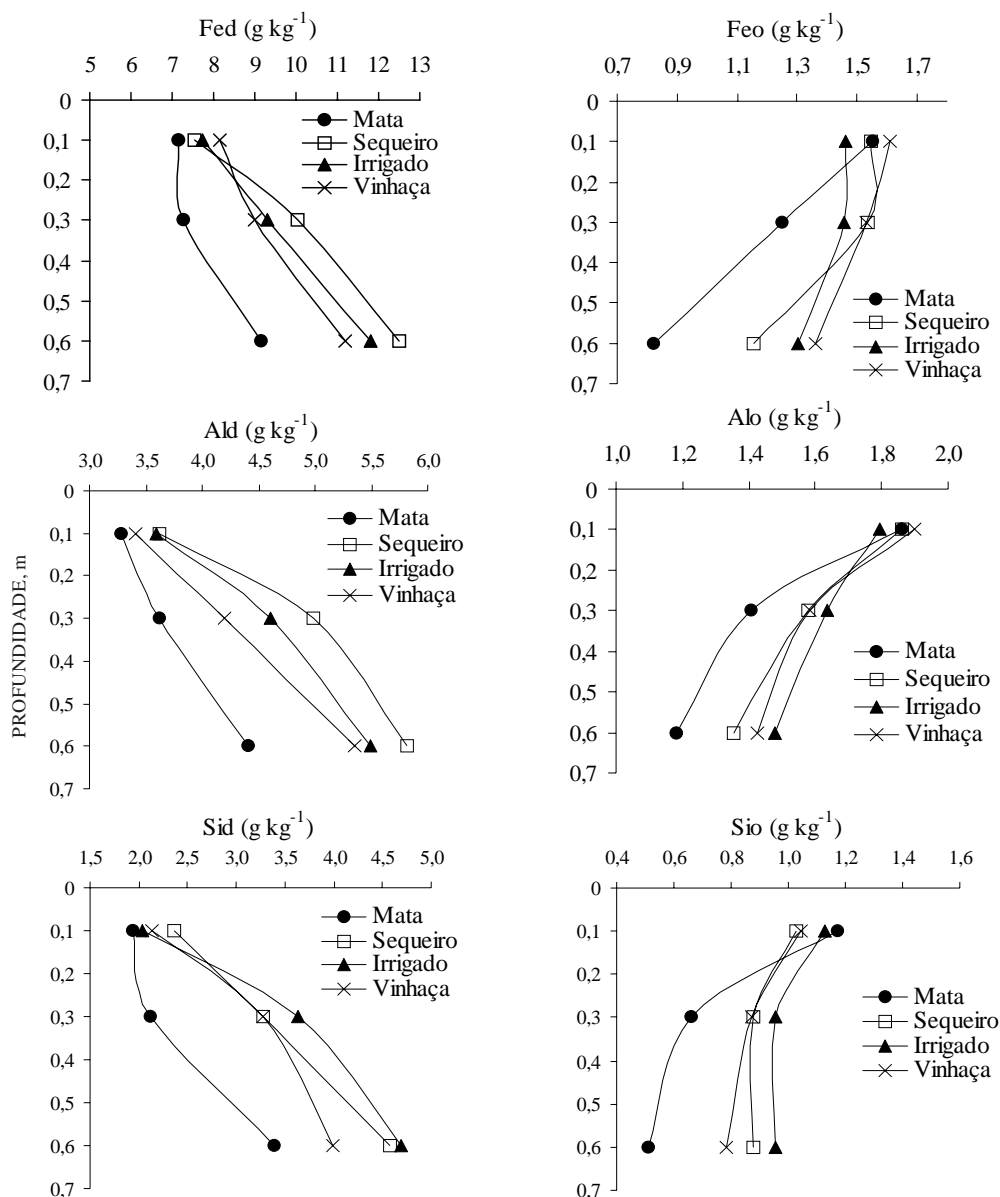 Fed (g kg-1)
5 6 7 8 9 10 11 12 13
0
0,1
0,2
0,3
0,4
0,5
0,6
0,7
Mata
Sequeiro
Irrigado
Vinhaça
Feo (g kg-1)
0,7 0,9 1,1 1,3 1,5 1,7
0
0,1
0,2
0,3
0,4
0,5
0,6
0,7
Mata
Sequeiro
Irrigado
Vinhaça
PROFUNDIDADE, m
Ald (g kg-1)
3,0 3,5 4,0 4,5 5,0 5,5 6,0
0
0,1
0,2
0,3
0,4
0,5
0,6
0,7
Mata
Sequeiro
Irrigado
Vinhaça
Alo (g kg-1)
1,0 1,2 1,4 1,6 1,8 2,0
0
0,1
0,2
0,3
0,4
0,5
0,6
0,7
Mata
Sequeiro
Irrigado
Vinhaça
Sid (g kg-1)
1,5 2,0 2,5 3,0 3,5 4,0 4,5 5,0
0
0,1
0,2
0,3
0,4
0,5
0,6
0,7
Mata
Sequeiro
Irrigado
Vinhaça
Sio (g kg-1)
0,4 0,6 0,8 1,0 1,2 1,4 1,6
0
0,1
0,2
0,3
0,4
0,5
0,6
0,7
Mata
Sequeiro
Irrigado
Vinhaça